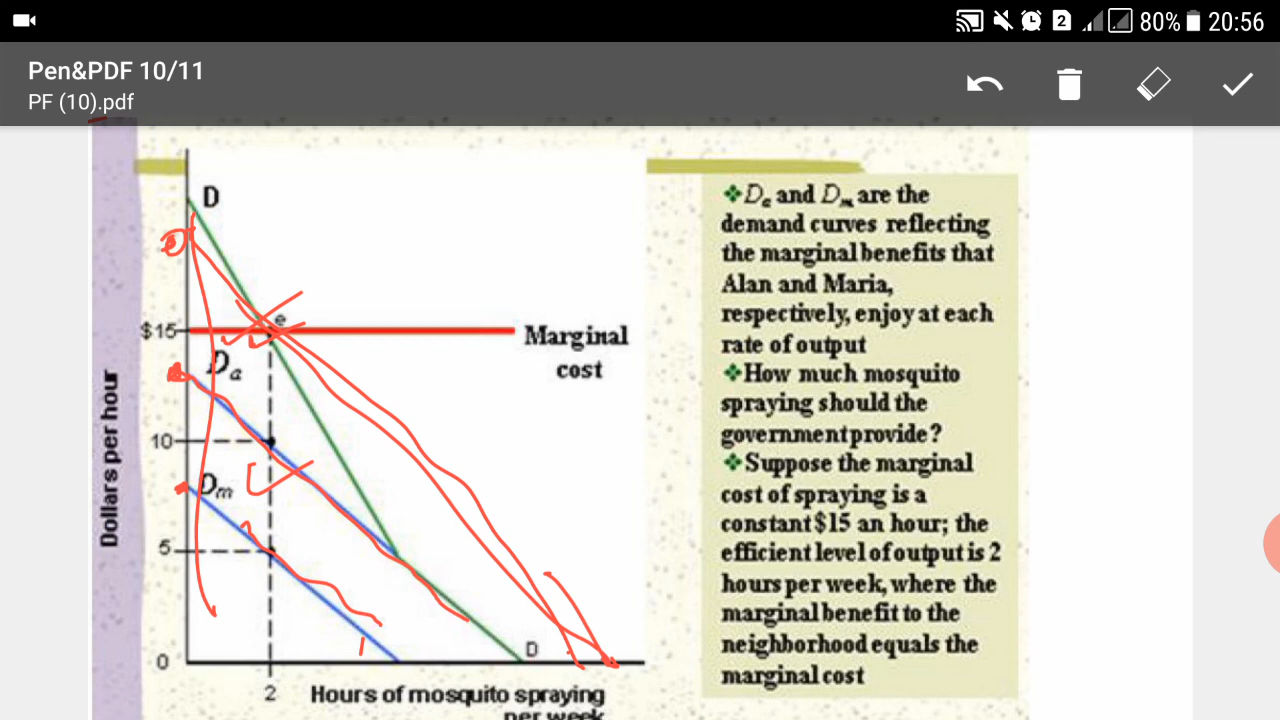 2 80% 20:56
Pen&PDF 10/11
PF (10).pdf
D
$15
e
Marginal
cost
Da
10
Dm
5
0
D
2
Hours of mosquito spraying
per week
Dollars per hour
❖Da and Dm are the
demand curves reflecting
the marginal benefits that
Alan and Maria,
respectively, enjoy at each
rate of output
❖How much mosquito
spraying should the
government provide?
❖Suppose the marginal
cost of spraying is a
constant $15 an hour; the
efficient level of output is 2
hours per week, where the
marginal benefit to the
neighborhood equals the
marginal cost